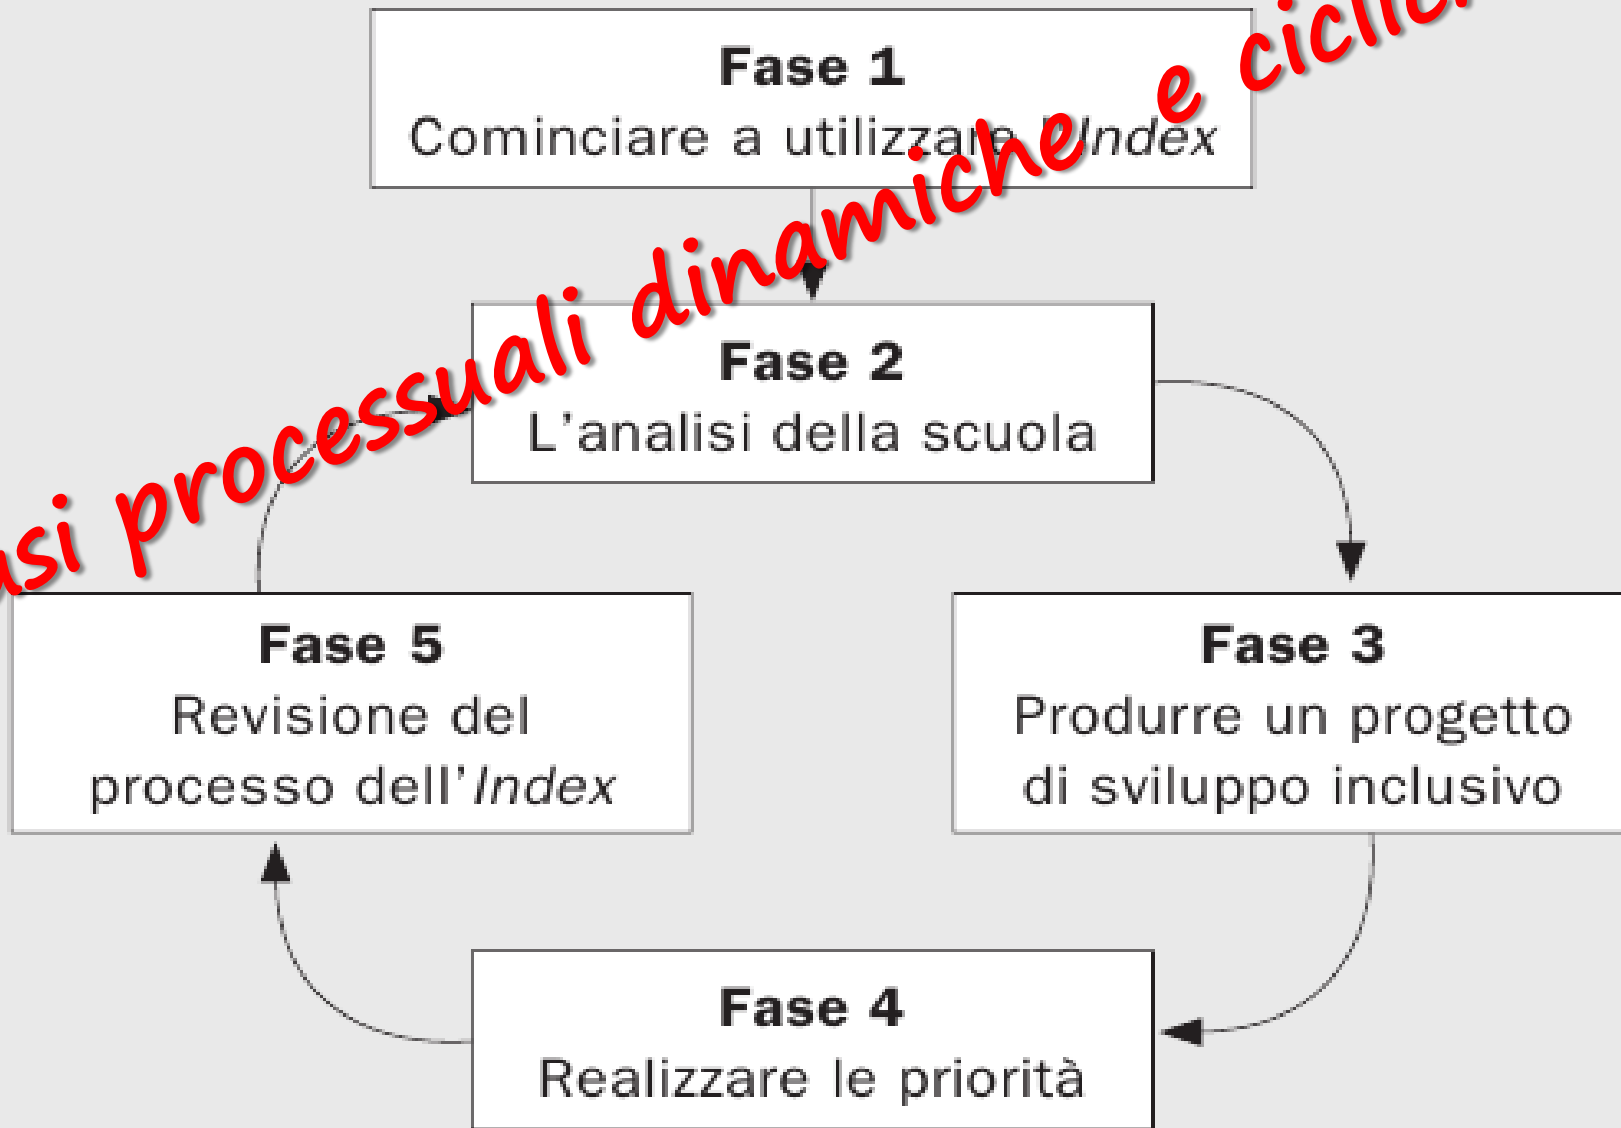 Fase 1
Cominciare a utilizzare l'Index
processuali dinamiche e
Fase 2
L'analisi della scuola
Fase 5
Revisione del
processo dell'Index
Fase 3
Produrre un progetto
di sviluppo inclusivo
Fase 4
Realizzare le priorità